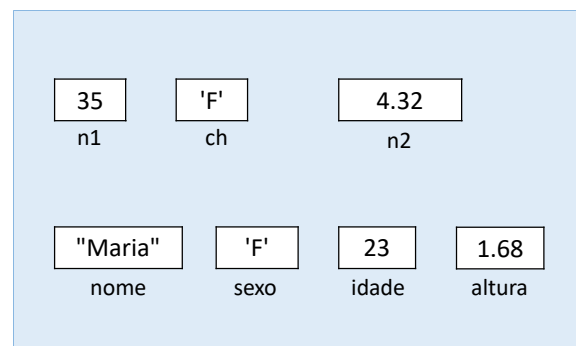 35 'F' 4.32
n1 ch n2
"Maria" 'F' 23 1.68
nome sexo idade altura